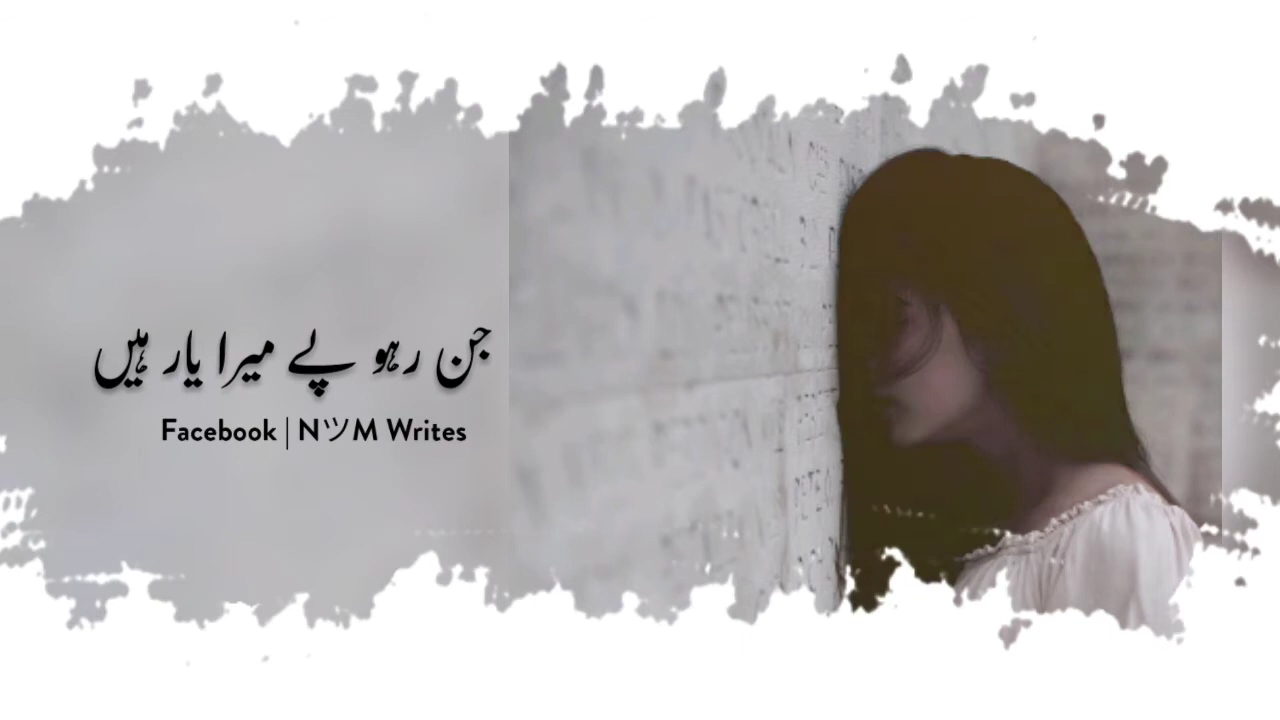 جن رہو پے میرا یار ہیں
Facebook | NツM Writes